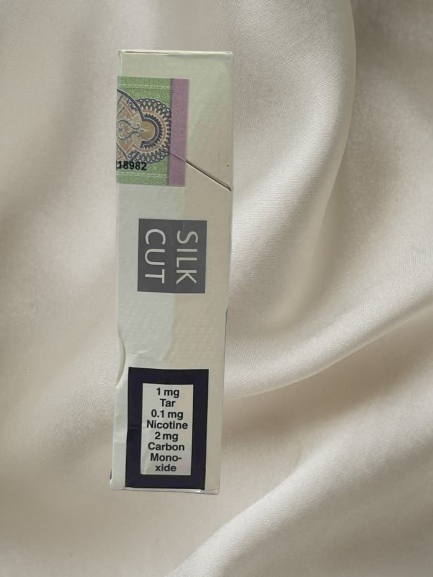 18982
SILK
CUT
1 mg
Tar
0.1 mg
Nicotine
2 mg
Carbon
Mono-
xide